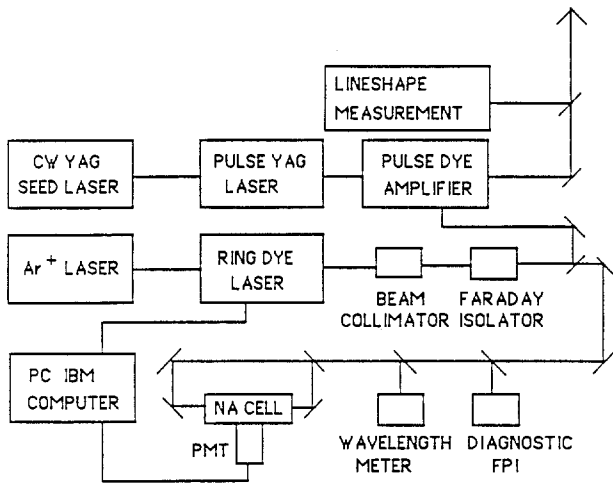 LINESHAPE
MEASUREMENT
CW YAG
SEED LASER
PULSE YAG
LASER
PULSE DYE
AMPLIFIER
Ar+ LASER
RING DYE
LASER
BEAM
COLLIMATOR
FARADAY
ISOLATOR
PC IBM
COMPUTER
NA CELL
PMT
WAVELENGTH
METER
DIAGNOSTIC
FPI